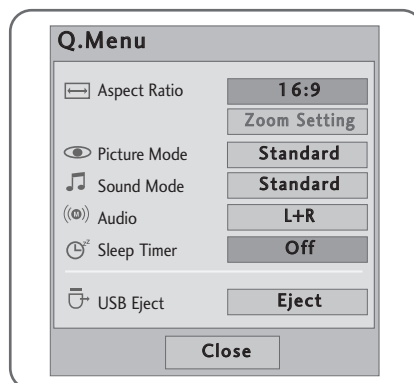 Q.Menu
Aspect Ratio 16:9
Zoom Setting
Picture Mode Standard
Sound Mode Standard
Audio L+R
Sleep Timer Off
USB Eject Eject
Close